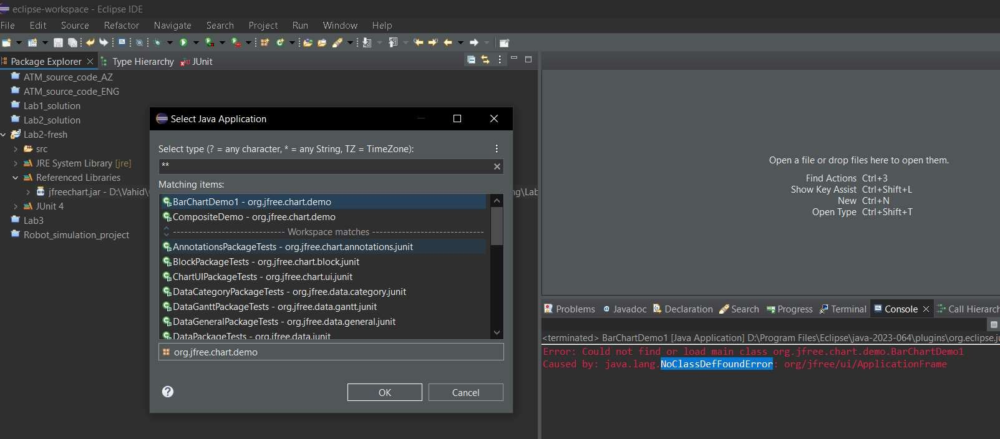 eclipse-workspace - Eclipse IDE
File Edit Source Refactor Navigate Search Project Run Window Help
Package Explorer Type Hierarchy JUnit
ATM_source_code_AZ
ATM_source_code_ENG
Lab1_solution
Lab2_solution
Lab2-fresh
src
JRE System Library [jre]
Referenced Libraries
jfreechart.jar - D:\Vahid\
ng\Lab
JUnit 4
Lab3
Robot_simulation_project
Select Java Application
Select type (? = any character, * = any String, TZ = TimeZone):
**
Matching items:
BarChartDemo1 - org.jfree.chart.demo
CompositeDemo - org.jfree.chart.demo
Workspace matches
AnnotationsPackageTests - org.jfree.chart.annotations.junit
BlockPackageTests - org.jfree.chart.block.junit
ChartUIPackageTests - org.jfree.chart.ui.junit
DataCategoryPackageTests - org.jfree.data.category.junit
DataGanttPackageTests - org.jfree.data.gantt.junit
DataGeneralPackageTests - org.jfree.data.general.junit
DataPackageTests - org.jfree.data.junit
org.jfree.chart.demo
OK Cancel
Open a file or drop files here to open them.
Find Actions Ctrl+3
Show Key Assist Ctrl+Shift+L
New Ctrl+N
Open Type Ctrl+Shift+T
Problems Javadoc Declaration Search Progress Terminal Console Call Hierarch
<terminated> BarChartDemo1 [Java Application] D:\Program Files\Eclipse\java-2023-064\plugins\org.eclipse.ju
Error: Could not find or load main class org.jfree.chart.demo.BarChartDemo1
Caused by: java.lang.NoClassDefFoundError: org/jfree/ui/ApplicationFrame